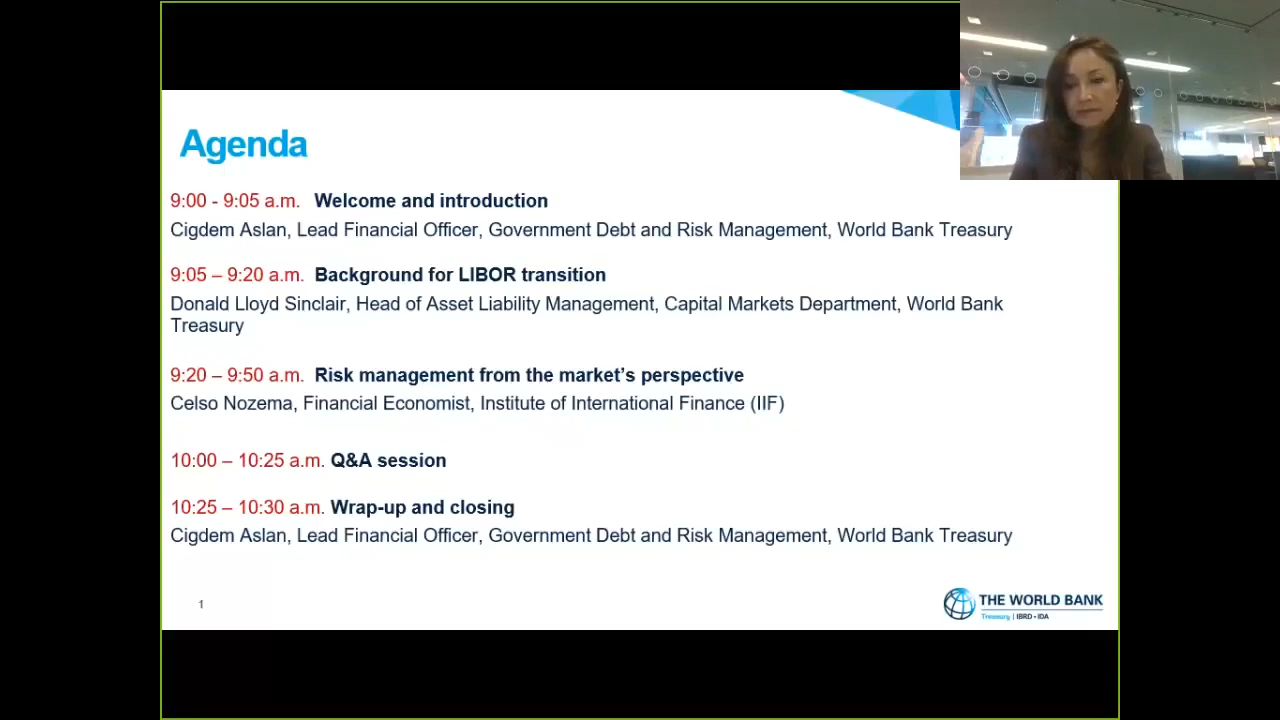 Agenda
9:00 - 9:05 a.m. Welcome and introduction
Cigdem Aslan, Lead Financial Officer, Government Debt and Risk Management, World Bank Treasury
9:05 – 9:20 a.m. Background for LIBOR transition
Donald Lloyd Sinclair, Head of Asset Liability Management, Capital Markets Department, World Bank
Treasury
9:20 – 9:50 a.m. Risk management from the market’s perspective
Celso Nozema, Financial Economist, Institute of International Finance (IIF)
10:00 – 10:25 a.m. Q&A session
10:25 – 10:30 a.m. Wrap-up and closing
Cigdem Aslan, Lead Financial Officer, Government Debt and Risk Management, World Bank Treasury
1
THE WORLD BANK
Treasury | IBRD • IDA